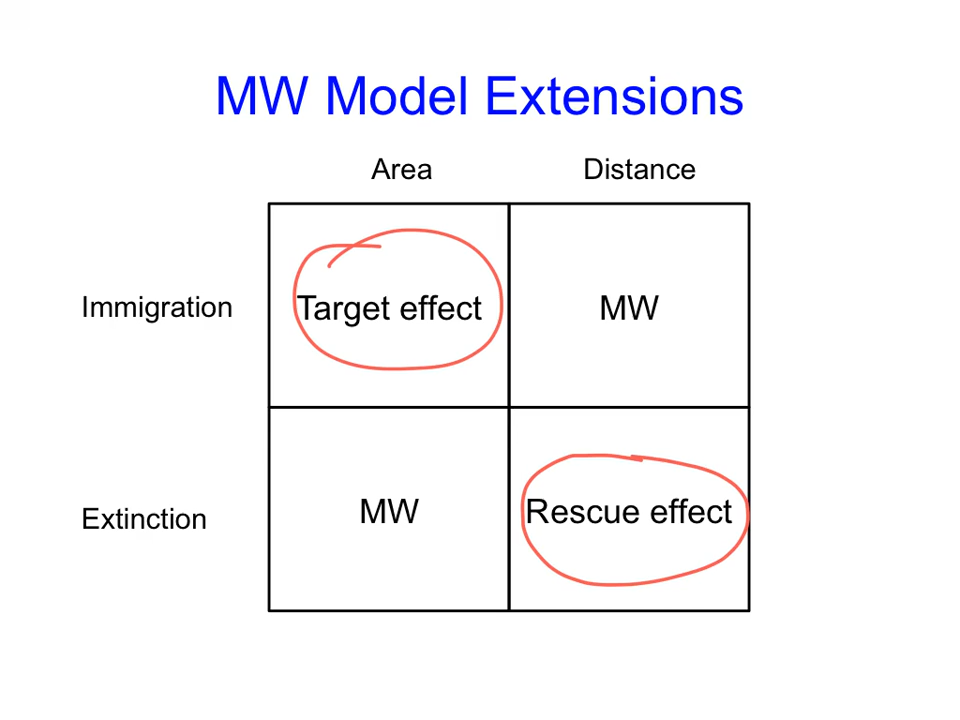 MW Model Extensions
Area Distance
Immigration Target effect MW
Extinction MW Rescue effect